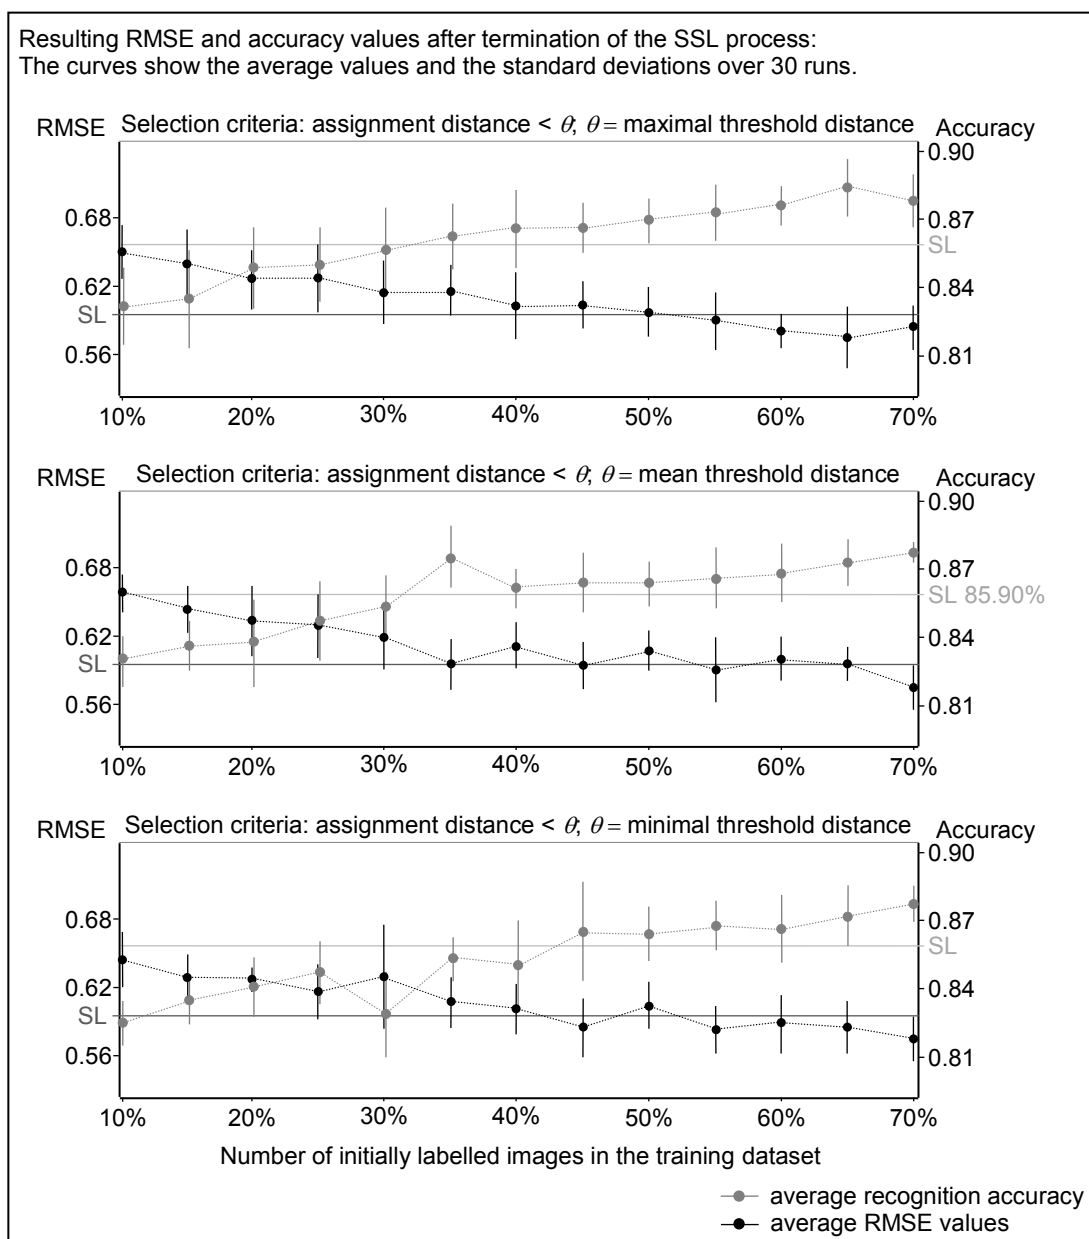 Resulting RMSE and accuracy values after termination of the SSL process:
The curves show the average values and the standard deviations over 30 runs.
RMSE Selection criteria: assignment distance < θ; θ = maximal threshold distance Accuracy
0.90
0.68 0.87
SL
0.62 0.84
SL
0.56 0.81
10% 20% 30% 40% 50% 60% 70%
RMSE Selection criteria: assignment distance < θ; θ = mean threshold distance Accuracy
0.90
0.68 0.87
SL 85.90%
0.62 0.84
SL
0.56 0.81
10% 20% 30% 40% 50% 60% 70%
RMSE Selection criteria: assignment distance < θ; θ = minimal threshold distance Accuracy
0.90
0.68 0.87
SL
0.62 0.84
SL
0.56 0.81
10% 20% 30% 40% 50% 60% 70%
Number of initially labelled images in the training dataset
average recognition accuracy
average RMSE values